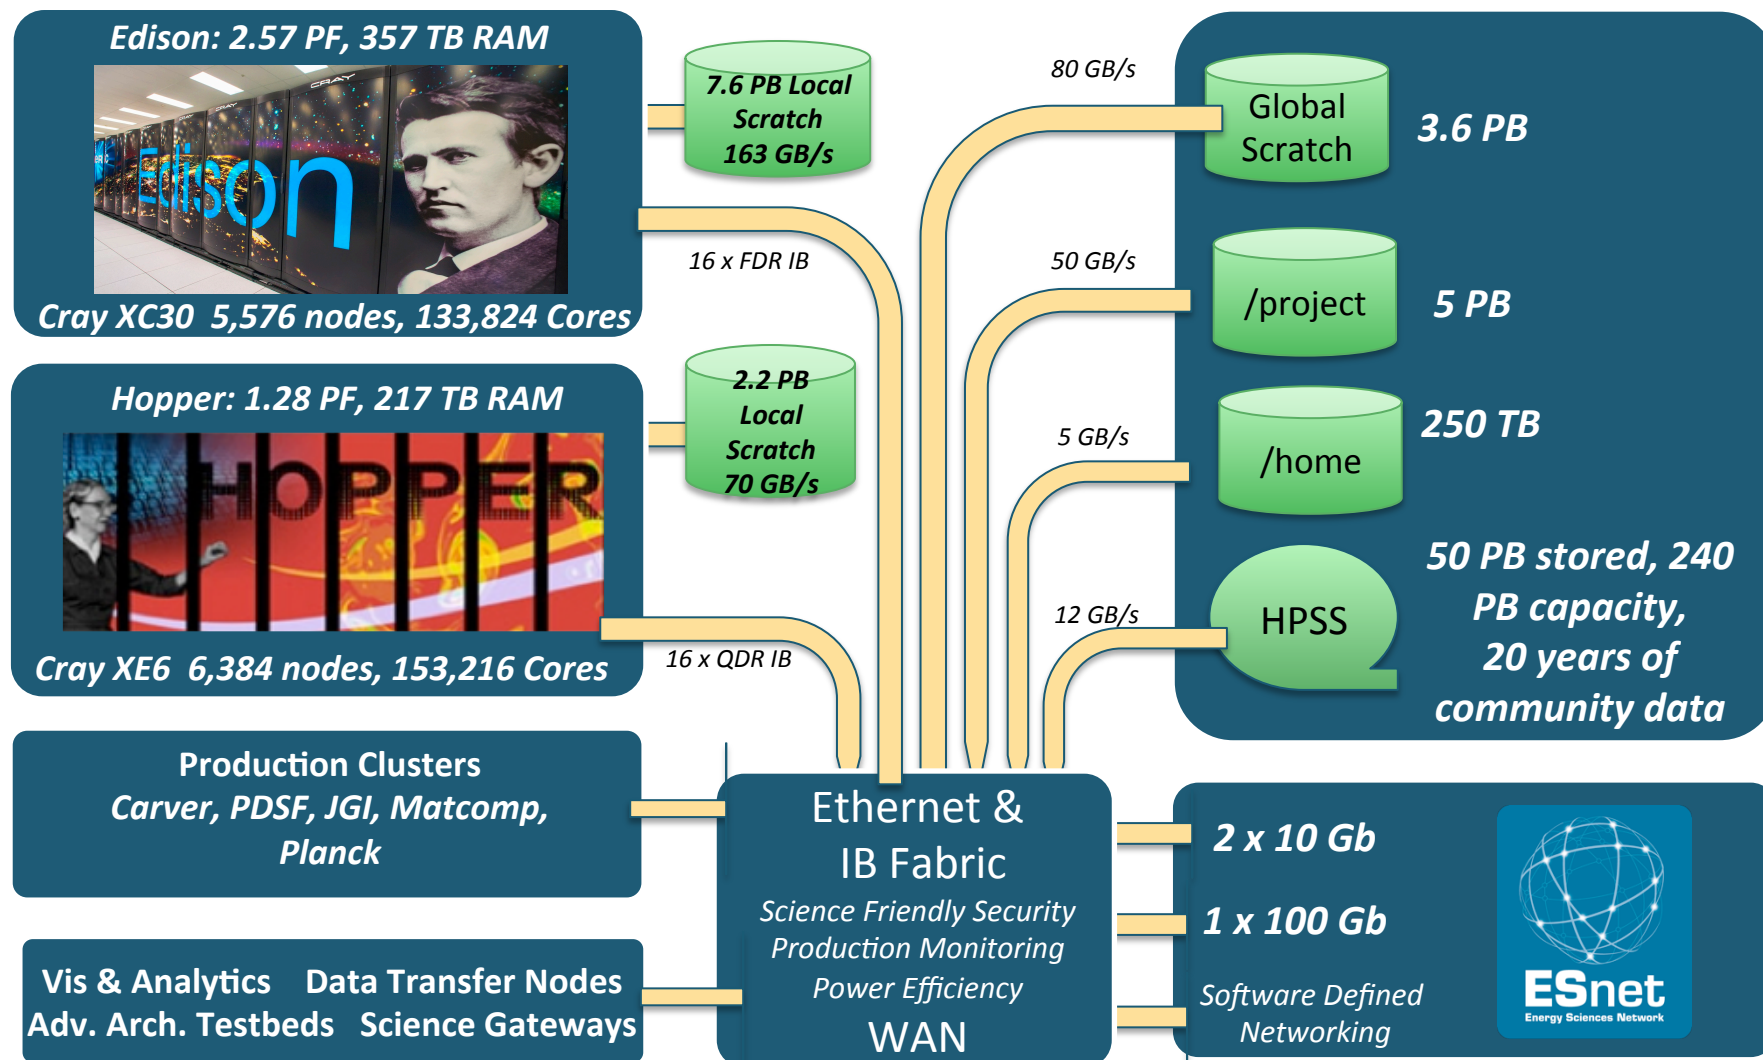 Edison: 2.57 PF, 357 TB RAM
CRAY
CRAY
Edison
Cray XC30 5,576 nodes, 133,824 Cores
7.6 PB Local
Scratch
163 GB/s
16 x FDR IB
Hopper: 1.28 PF, 217 TB RAM
HOPPER
Cray XE6 6,384 nodes, 153,216 Cores
2.2 PB
Local
Scratch
70 GB/s
16 x QDR IB
80 GB/s
Global
Scratch
3.6 PB
50 GB/s
/project
5 PB
5 GB/s
/home
250 TB
12 GB/s
HPSS
50 PB stored, 240
PB capacity,
20 years of
community data
Production Clusters
Carver, PDSF, JGI, Matcomp,
Planck
Vis & Analytics Data Transfer Nodes
Adv. Arch. Testbeds Science Gateways
Ethernet &
IB Fabric
Science Friendly Security
Production Monitoring
Power Efficiency
WAN
2 x 10 Gb
1 x 100 Gb
Software Defined
Networking
ESnet
Energy Sciences Network